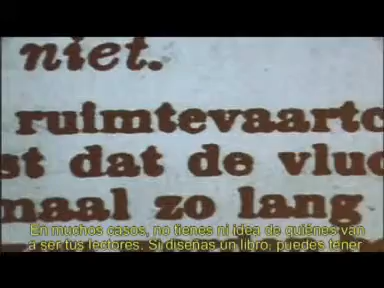 niet.
ruimtevaartc
st dat de vluc
maal zo lang
En muchos casos, no tienes ni idea de quiénes van
a ser tus lectores. Si diseñas un libro, puedes tener